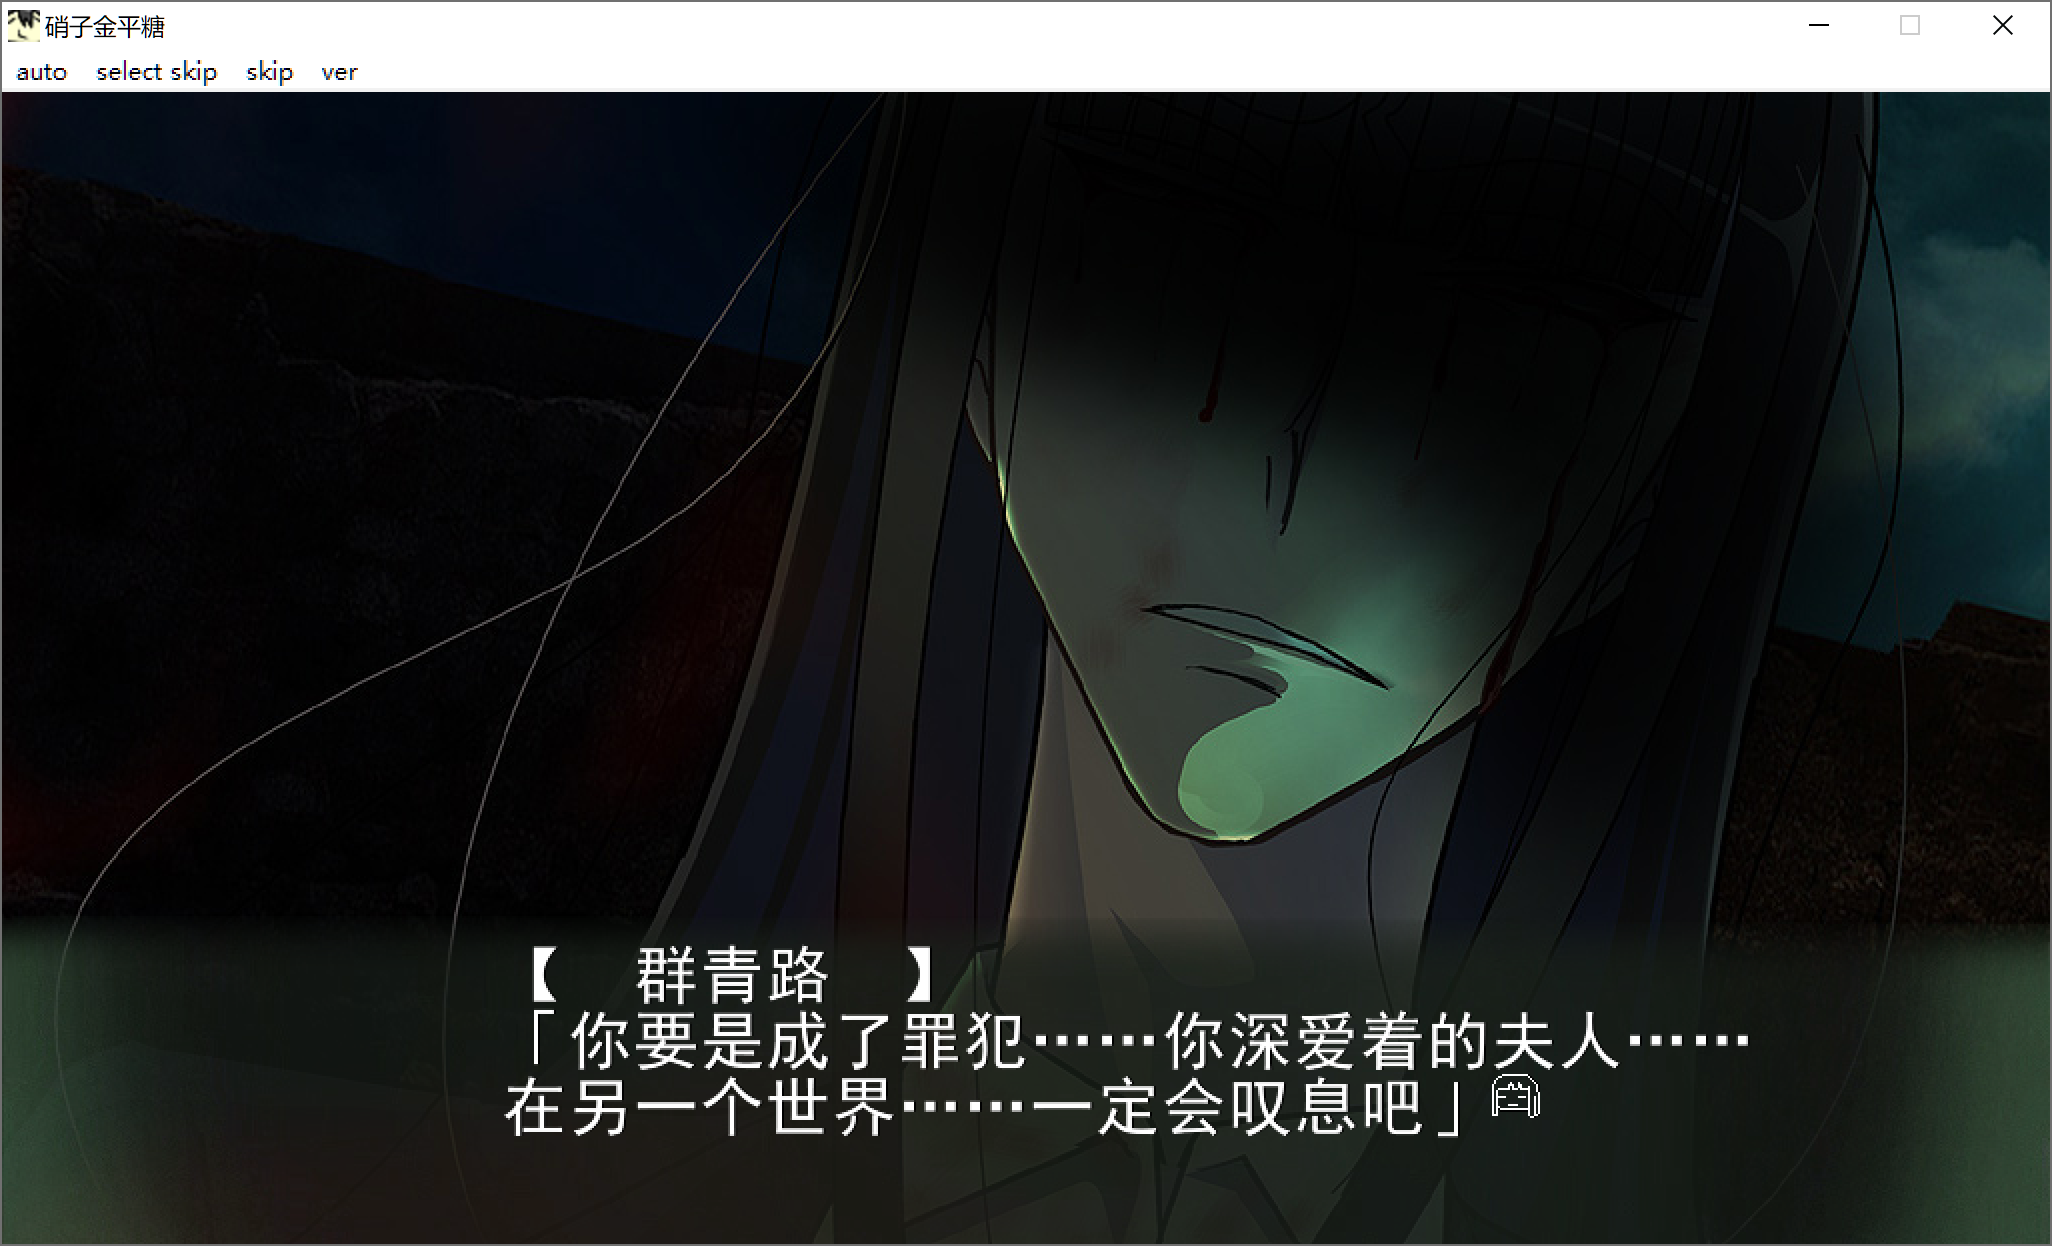 硝子金平糖
auto select skip skip ver
【 群青路 】
「你要是成了罪犯……你深爱着的夫人……
在另一个世界……一定会叹息吧」